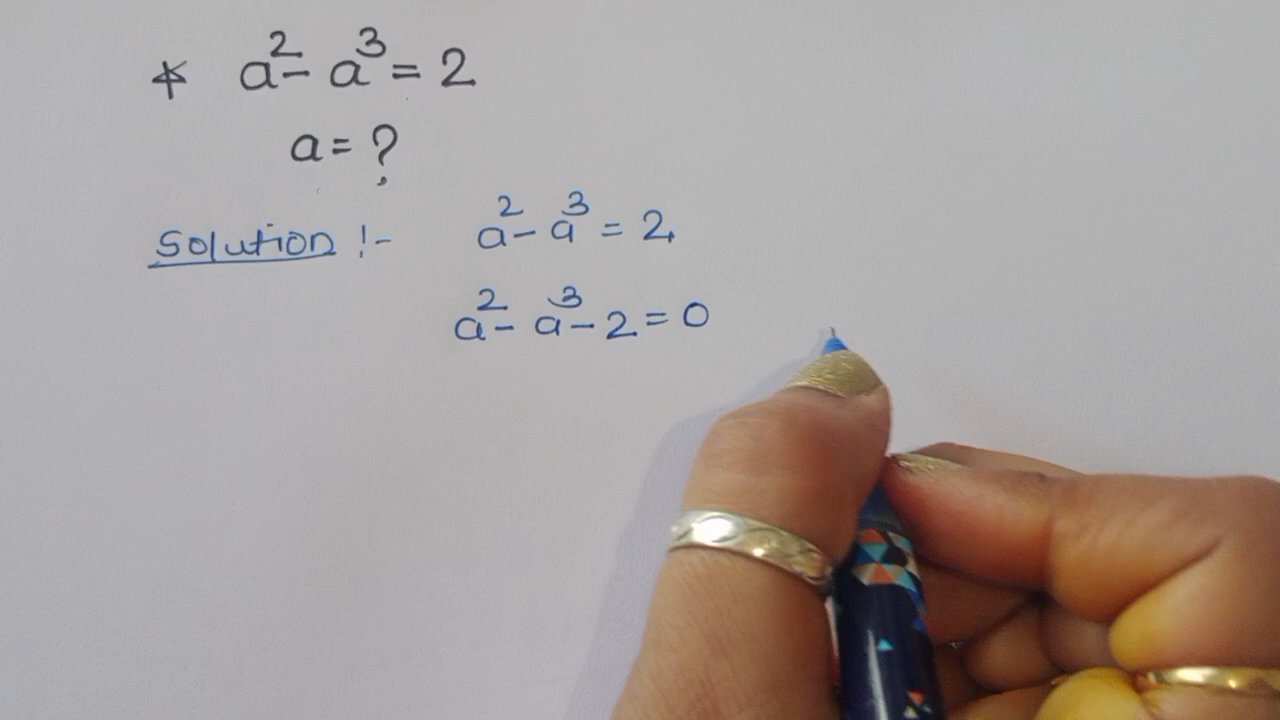 * a² - a³ = 2
a = ?
Solution :- a² - a³ = 2
a² - a³ - 2 = 0